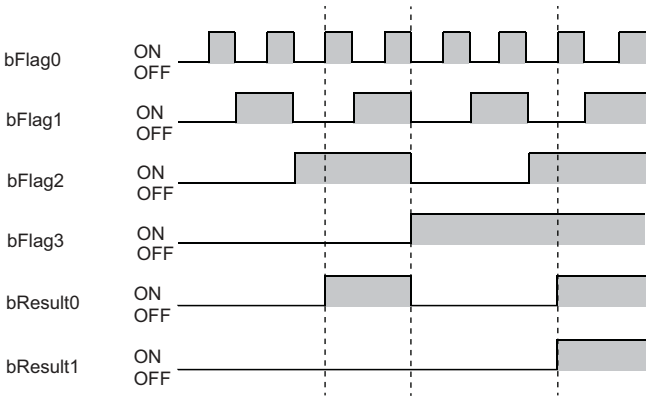 bFlag0 ON
OFF
bFlag1 ON
OFF
bFlag2 ON
OFF
bFlag3 ON
OFF
bResult0 ON
OFF
bResult1 ON
OFF